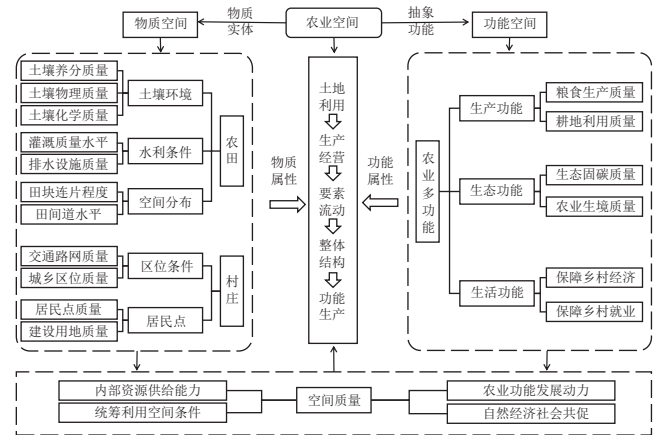 物质空间
物质
实体
农业空间
抽象
功能
功能空间
土壤养分质量
土壤物理质量
土壤化学质量
土壤环境
灌溉质量水平
排水设施质量
水利条件
田块连片程度
田间道水平
空间分布
农田
交通路网质量
城乡区位质量
区位条件
居民点质量
建设用地质量
居民点
村庄
物质
属性
土地
利用
生产
经营
要素
流动
整体
结构
功能
生产
功能
属性
农业多功能
生产功能
粮食生产质量
耕地利用质量
生态功能
生态固碳质量
农业生境质量
生活功能
保障乡村经济
保障乡村就业
内部资源供给能力
统筹利用空间条件
空间质量
农业功能发展动力
自然经济社会共促